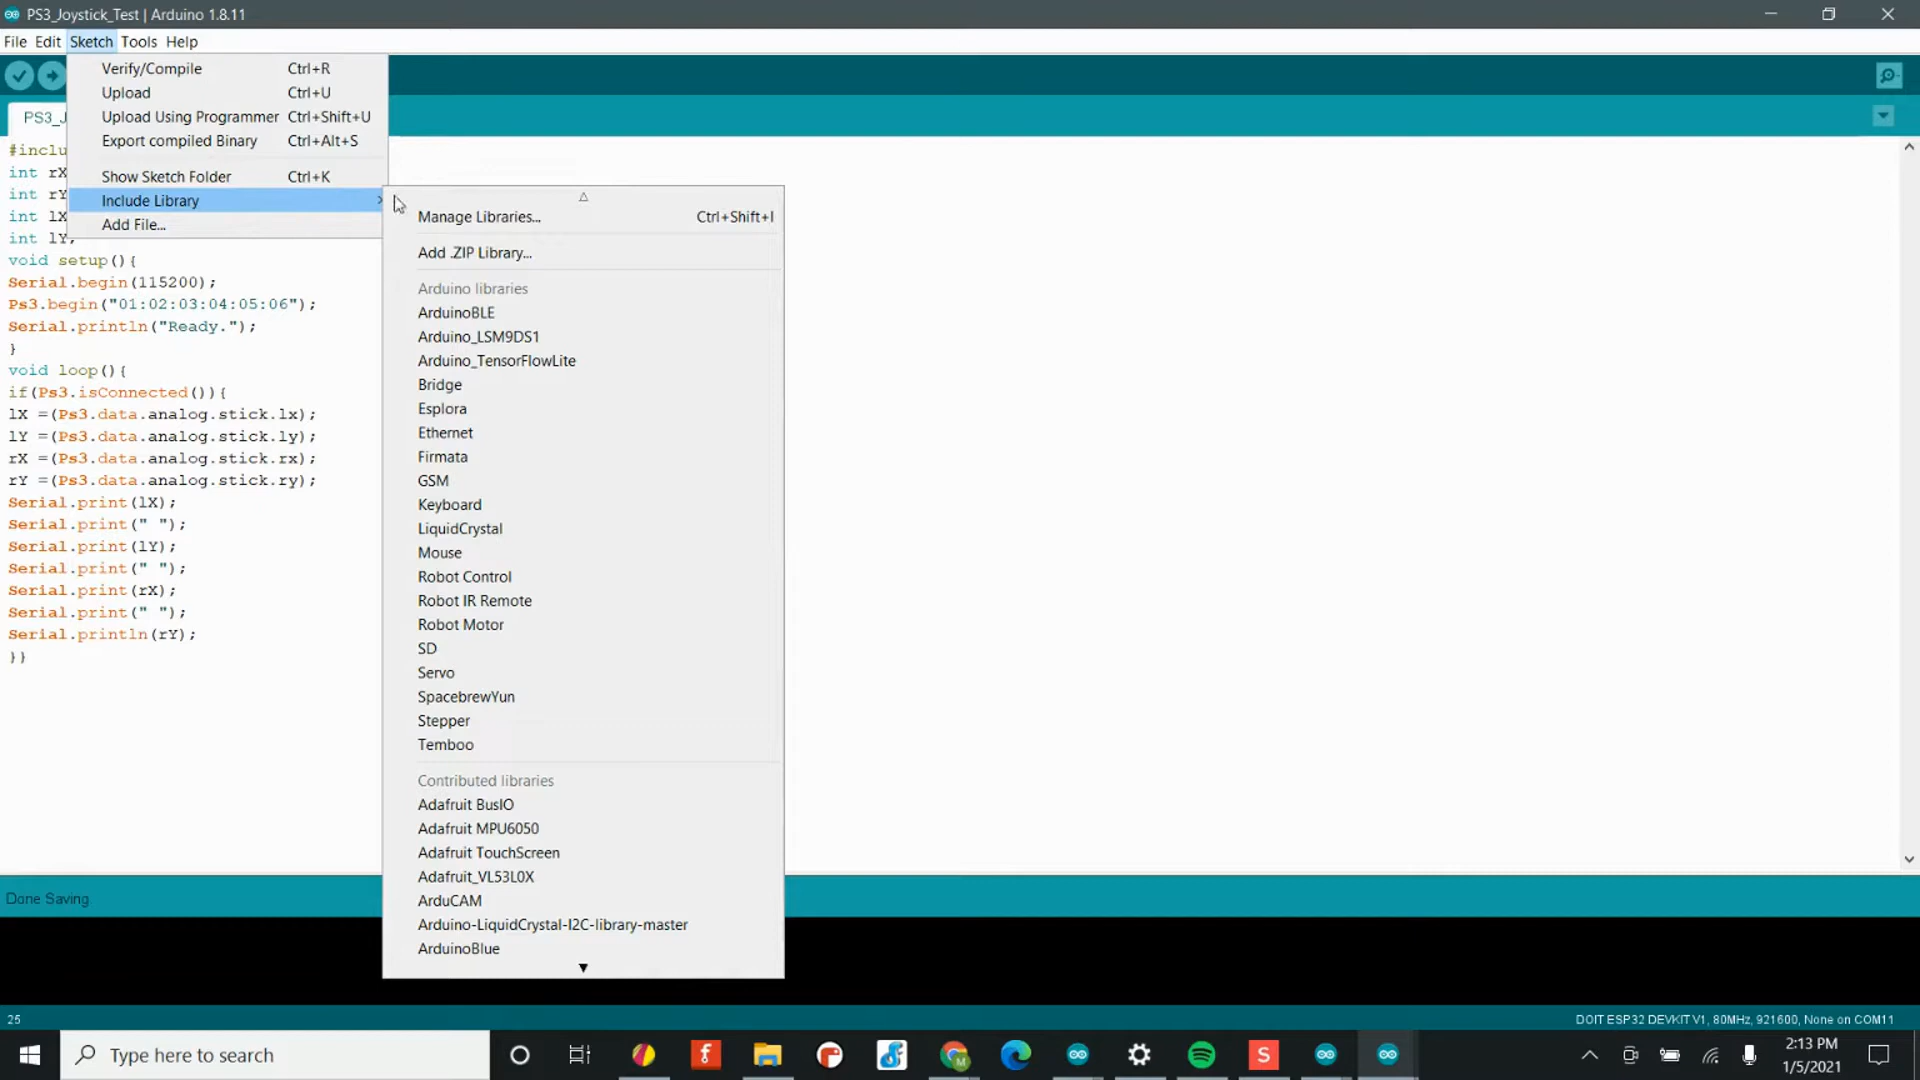 PS3_Joystick_Test | Arduino 1.8.11
File Edit Sketch Tools Help
Verify/Compile Ctrl+R
Upload Ctrl+U
Upload Using Programmer Ctrl+Shift+U
Export compiled Binary Ctrl+Alt+S
Show Sketch Folder Ctrl+K
Include Library
Add File...
Manage Libraries... Ctrl+Shift+I
Add .ZIP Library...
Arduino libraries
ArduinoBLE
Arduino_LSM9DS1
Arduino_TensorFlowLite
Bridge
Esplora
Ethernet
Firmata
GSM
Keyboard
LiquidCrystal
Mouse
Robot Control
Robot IR Remote
Robot Motor
SD
Servo
SpacebrewYun
Stepper
Temboo
Contributed libraries
Adafruit BusIO
Adafruit MPU6050
Adafruit TouchScreen
Adafruit_VL53L0X
ArduCAM
Arduino-LiquidCrystal-I2C-library-master
ArduinoBlue
PS3_J
#inclu
int rX
int rY
int lX
int lY;
void setup(){
Serial.begin(115200);
Ps3.begin("01:02:03:04:05:06");
Serial.println("Ready.");
}
void loop(){
if(Ps3.isConnected()){
lX =(Ps3.data.analog.stick.lx);
lY =(Ps3.data.analog.stick.ly);
rX =(Ps3.data.analog.stick.rx);
rY =(Ps3.data.analog.stick.ry);
Serial.print(lX);
Serial.print(" ");
Serial.print(lY);
Serial.print(" ");
Serial.print(rX);
Serial.print(" ");
Serial.println(rY);
}}
Done Saving
25
DOIT ESP32 DEVKIT V1, 80MHz, 921600, None on COM11
Type here to search
2:13 PM
1/5/2021